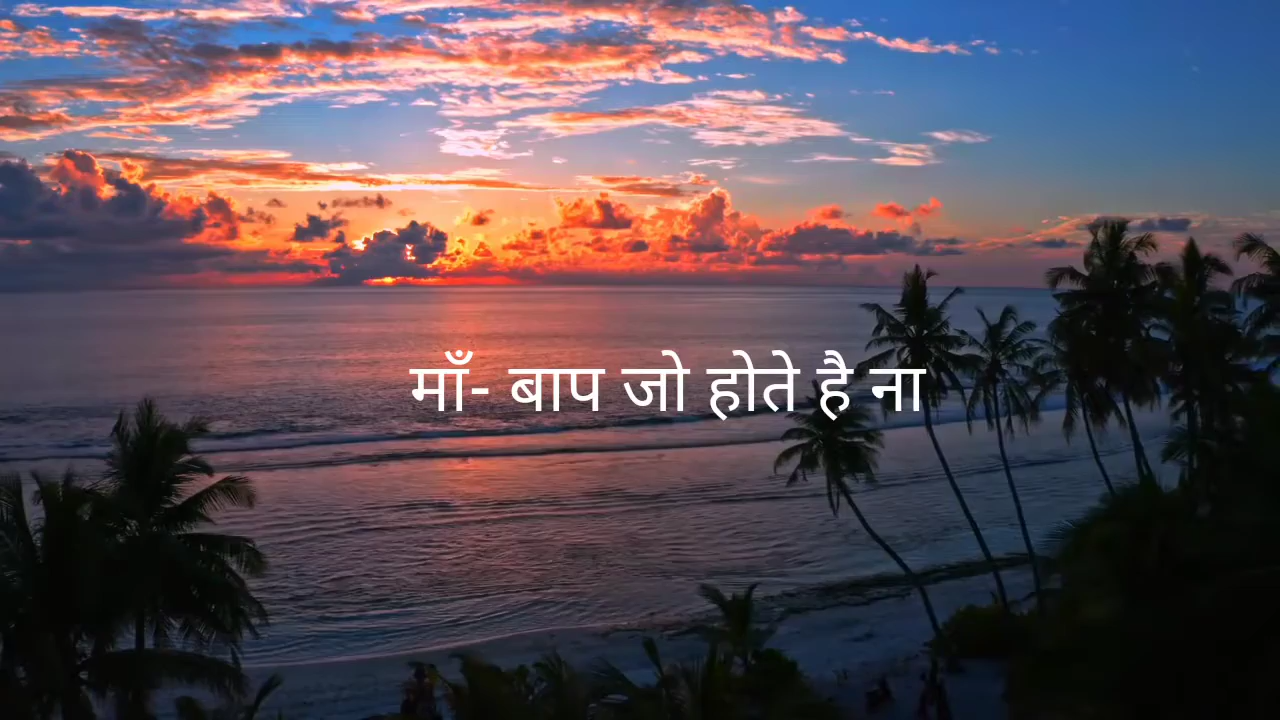 माँ- बाप जो होते है ना